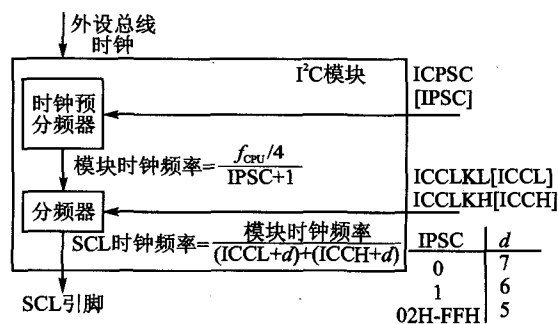 外设总线
时钟
I²C模块
ICPSC
[IPSC]
时钟预
分频器
模块时钟频率=f_CPU/4 / IPSC+1
ICCLKL[ICCL]
ICCLKH[ICCH]
分频器
SCL时钟频率=模块时钟频率 / (ICCL+d)+(ICCH+d)
IPSC d
0 7
1 6
02H-FFH 5
SCL引脚